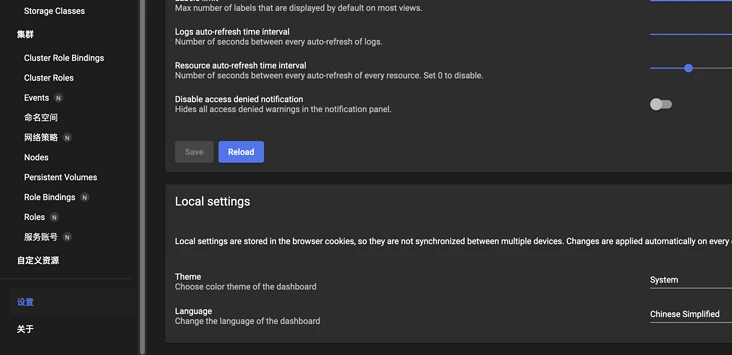 Storage Classes
集群
Cluster Role Bindings
Cluster Roles
Events N
命名空间
网络策略 N
Nodes
Persistent Volumes
Role Bindings N
Roles N
服务账号 N
自定义资源
设置
关于
Labels limit
Max number of labels that are displayed by default on most views.
Logs auto-refresh time interval
Number of seconds between every auto-refresh of logs.
Resource auto-refresh time interval
Number of seconds between every auto-refresh of every resource. Set 0 to disable.
Disable access denied notification
Hides all access denied warnings in the notification panel.
Save Reload
Local settings
Local settings are stored in the browser cookies, so they are not synchronized between multiple devices. Changes are applied automatically on every
Theme
Choose color theme of the dashboard
System
Language
Change the language of the dashboard
Chinese Simplified